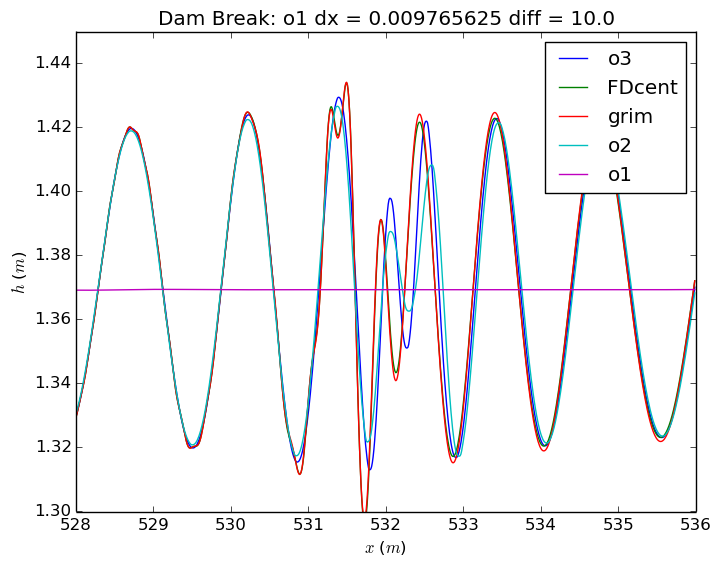 Dam Break: o1 dx = 0.009765625 diff = 10.0
o3
FDcent
grim
o2
o1
1.44
1.42
1.40
1.38
1.36
1.34
1.32
1.30
h (m)
528 529 530 531 532 533 534 535 536
x (m)